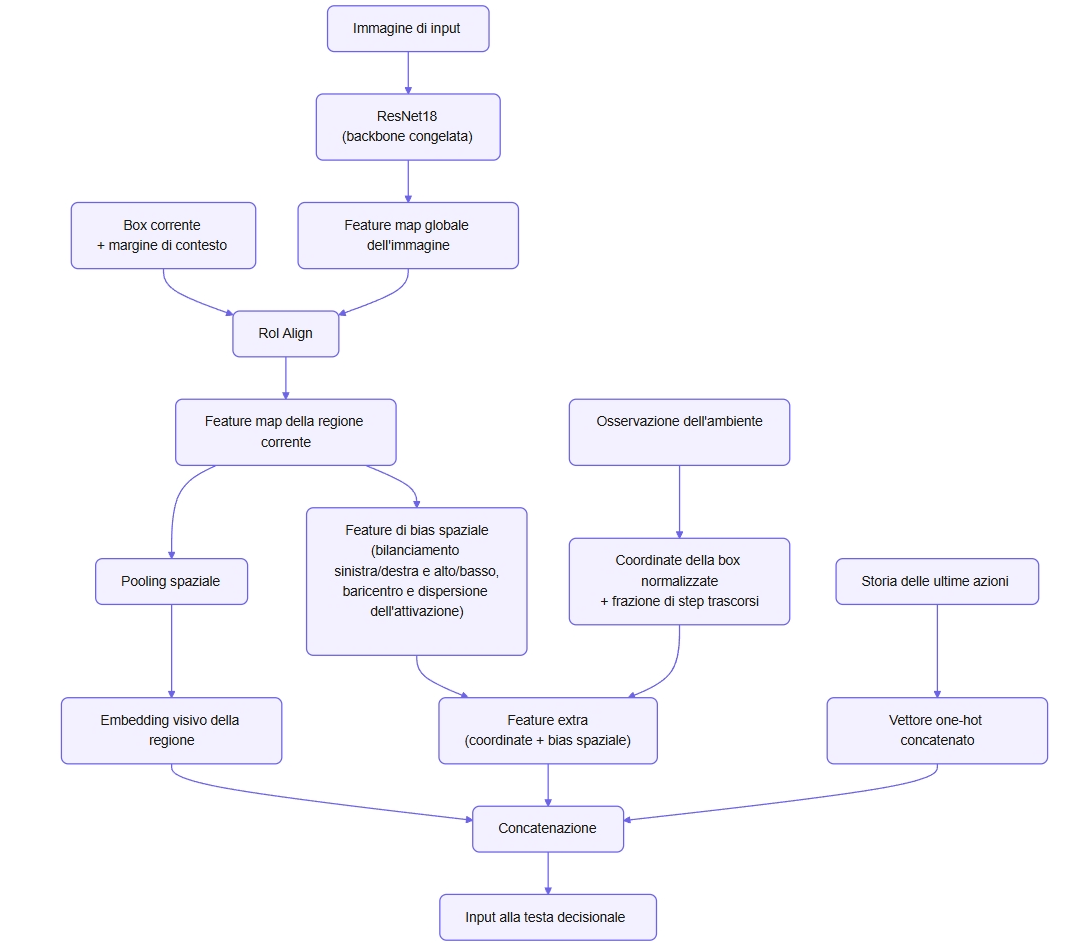 Immagine di input
ResNet18
(backbone congelata)
Box corrente
+ margine di contesto
Feature map globale
dell'immagine
RoI Align
Feature map della regione
corrente
Osservazione dell'ambiente
Pooling spaziale
Feature di bias spaziale
(bilanciamento
sinistra/destra e alto/basso,
baricentro e dispersione
dell'attivazione)
Coordinate della box
normalizzate
+ frazione di step trascorsi
Storia delle ultime azioni
Embedding visivo della
regione
Feature extra
(coordinate + bias spaziale)
Vettore one-hot
concatenato
Concatenazione
Input alla testa decisionale